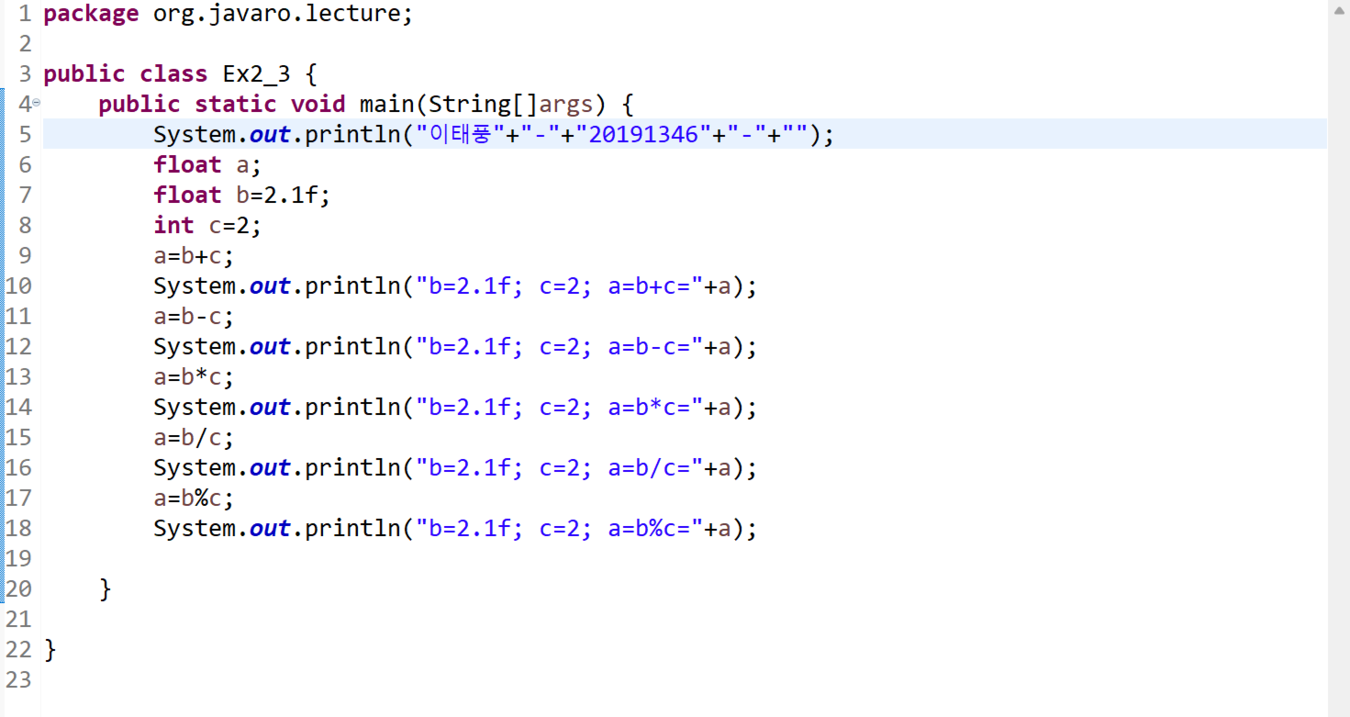 1 package org.javaro.lecture;
2
3 public class Ex2_3 {
4 public static void main(String[]args) {
5 System.out.println("이태풍"+"-"+"20191346"+"-"+"");
6 float a;
7 float b=2.1f;
8 int c=2;
9 a=b+c;
10 System.out.println("b=2.1f; c=2; a=b+c="+a);
11 a=b-c;
12 System.out.println("b=2.1f; c=2; a=b-c="+a);
13 a=b*c;
14 System.out.println("b=2.1f; c=2; a=b*c="+a);
15 a=b/c;
16 System.out.println("b=2.1f; c=2; a=b/c="+a);
17 a=b%c;
18 System.out.println("b=2.1f; c=2; a=b%c="+a);
19
20 }
21
22 }
23